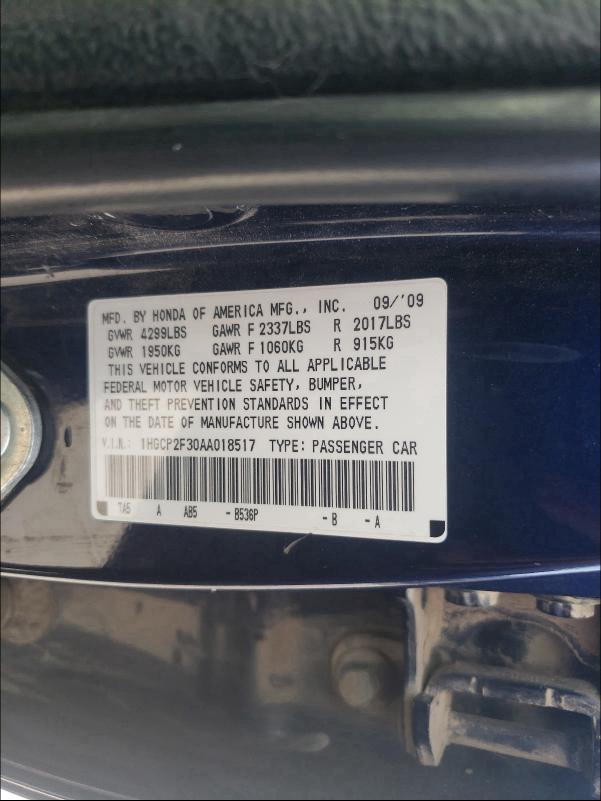 MFD. BY HONDA OF AMERICA MFG., INC. 09/'09
GVWR 4299LBS GAWR F 2337LBS R 2017LBS
GVWR 1950KG GAWR F 1060KG R 915KG
THIS VEHICLE CONFORMS TO ALL APPLICABLE
FEDERAL MOTOR VEHICLE SAFETY, BUMPER,
AND THEFT PREVENTION STANDARDS IN EFFECT
ON THE DATE OF MANUFACTURE SHOWN ABOVE.
V.I.N.: 1HGCP2F30AA018517 TYPE: PASSENGER CAR
TA5 A AB5 - B536P - B - A